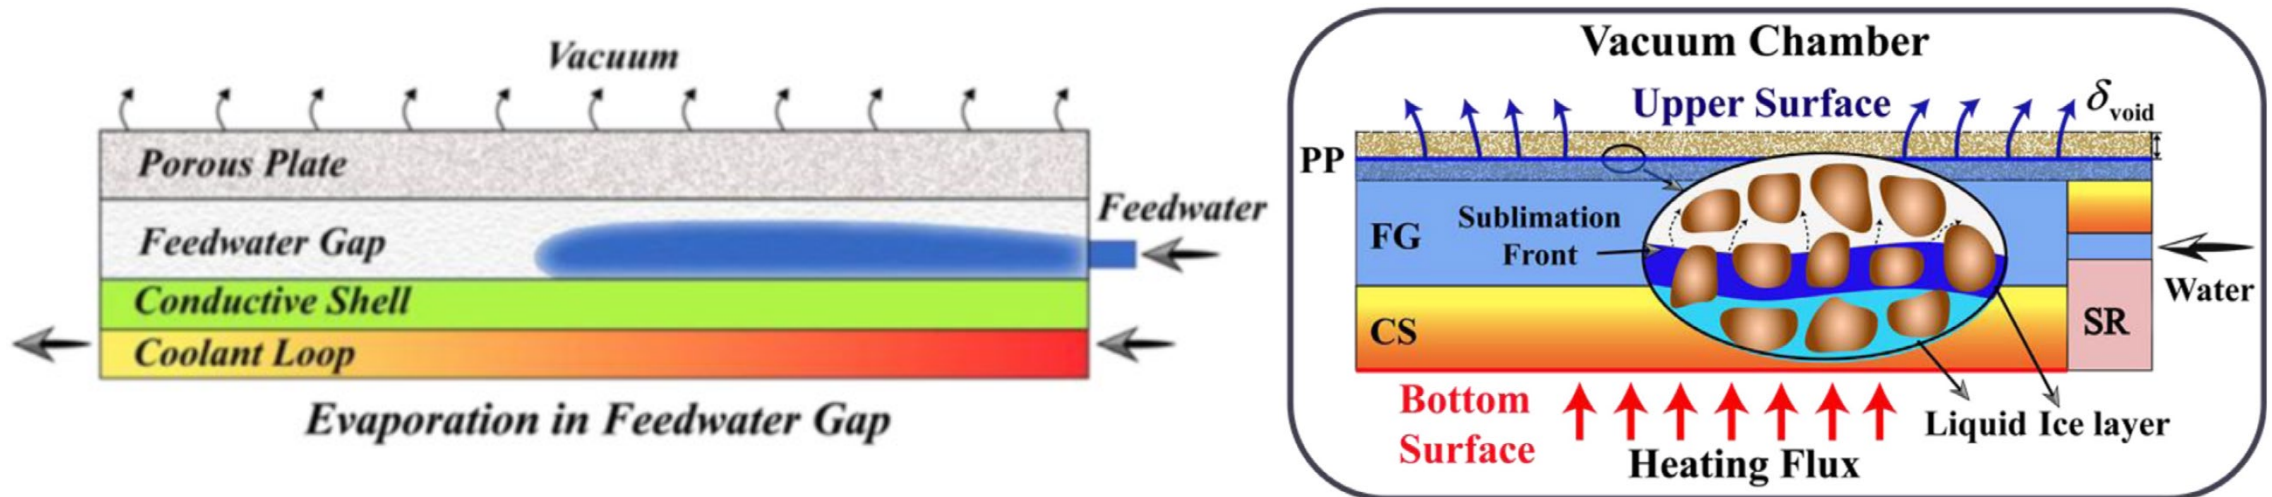 Vacuum
Porous Plate
Feedwater
Feedwater Gap
Conductive Shell
Coolant Loop
Evaporation in Feedwater Gap
Vacuum Chamber
Upper Surface
δvoid
PP
Sublimation
Front
FG
Water
CS
SR
Bottom
Surface
Liquid Ice layer
Heating Flux